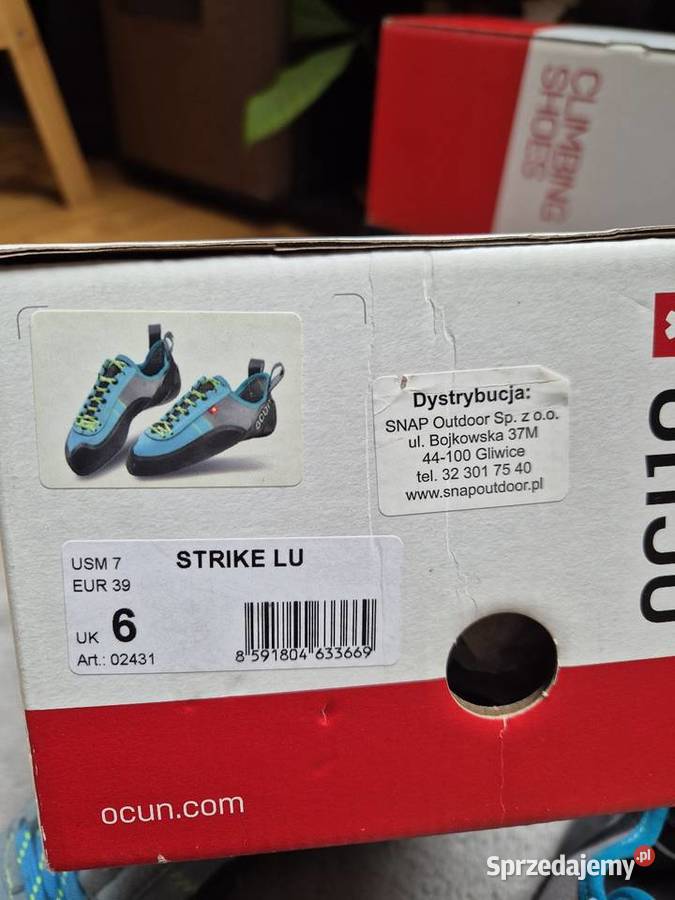 CLIMBING
SHOES
ocun
Dystrybucja:
SNAP Outdoor Sp. z o.o.
ul. Bojkowska 37M
44-100 Gliwice
tel. 32 301 75 40
www.snapoutdoor.pl
ocun
USM 7
STRIKE LU
EUR 39
UK 6
Art.: 02431
8 591804 633669
ocun.com
Sprzedajemy.pl